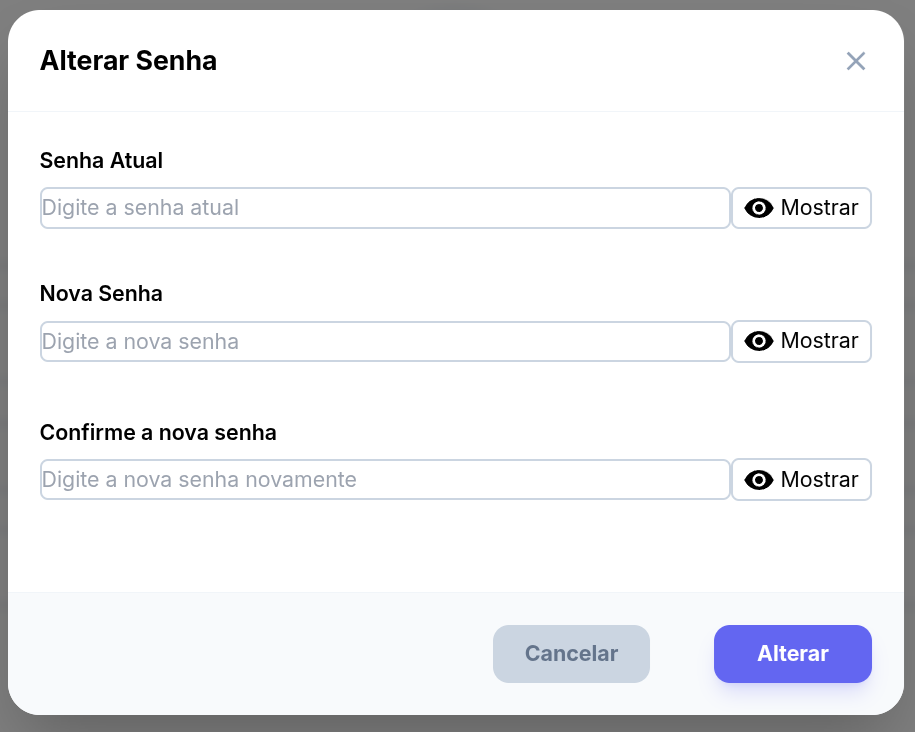 Alterar Senha
Senha Atual
Digite a senha atual
Mostrar
Nova Senha
Digite a nova senha
Mostrar
Confirme a nova senha
Digite a nova senha novamente
Mostrar
Cancelar
Alterar